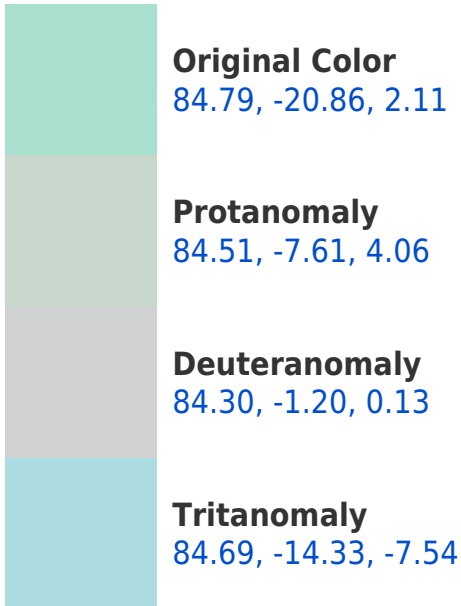 Original Color
84.79, -20.86, 2.11
Protanomaly
84.51, -7.61, 4.06
Deuteranomaly
84.30, -1.20, 0.13
Tritanomaly
84.69, -14.33, -7.54